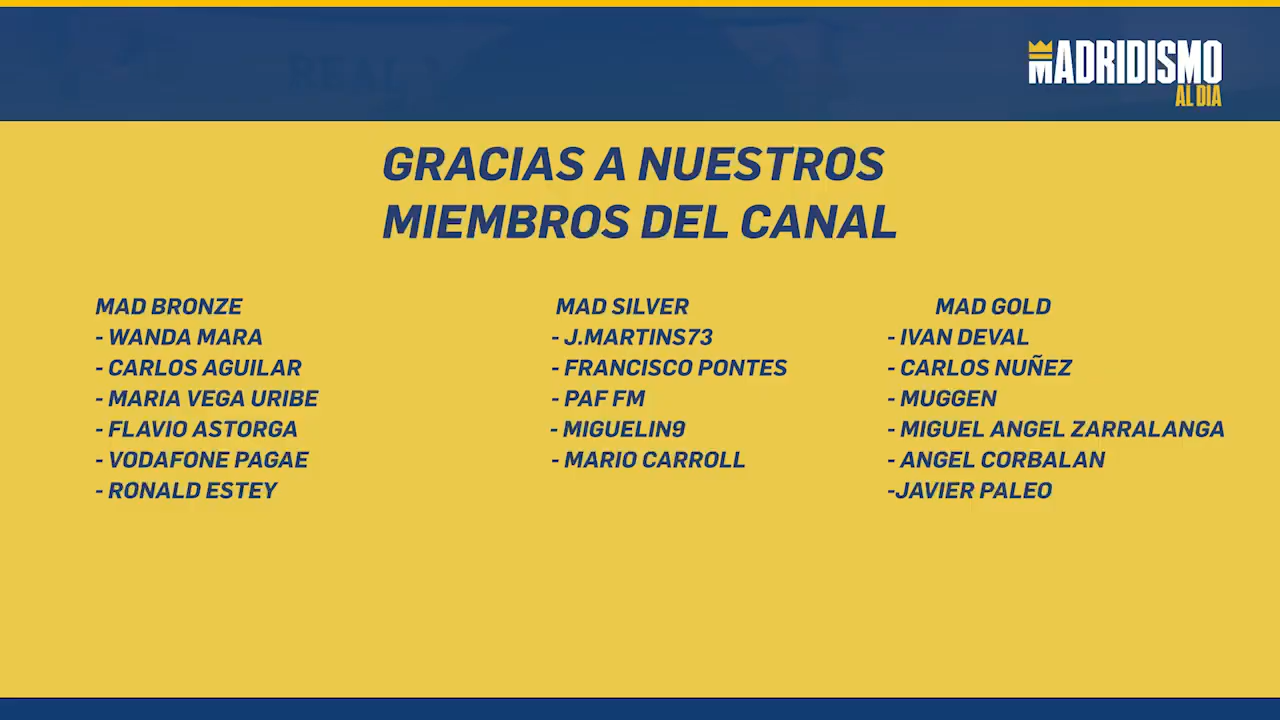 MADRIDISMO
AL DIA
GRACIAS A NUESTROS
MIEMBROS DEL CANAL
MAD BRONZE
- WANDA MARA
- CARLOS AGUILAR
- MARIA VEGA URIBE
- FLAVIO ASTORGA
- VODAFONE PAGAE
- RONALD ESTEY
MAD SILVER
- J.MARTINS73
- FRANCISCO PONTES
- PAF FM
- MIGUELIN9
- MARIO CARROLL
MAD GOLD
- IVAN DEVAL
- CARLOS NUÑEZ
- MUGGEN
- MIGUEL ANGEL ZARRALANGA
- ANGEL CORBALAN
-JAVIER PALEO